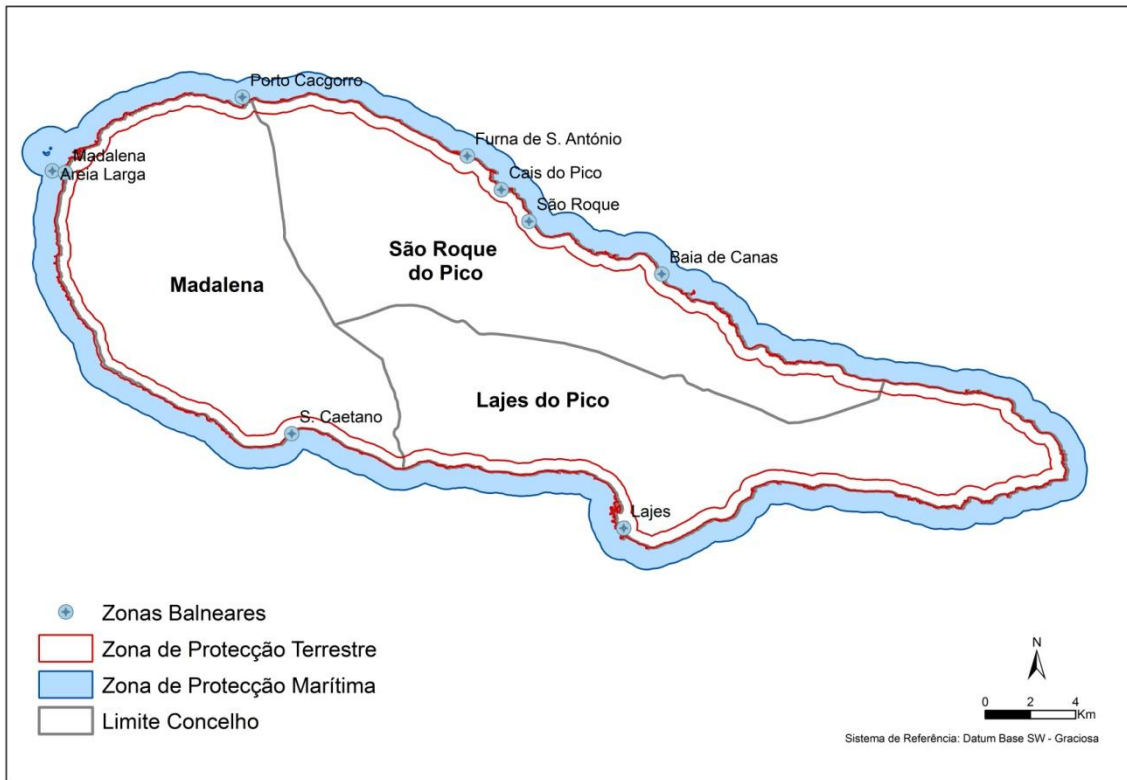 Porto Cacgorro
Furna de S. António
Madalena
Areia Larga
Cais do Pico
São Roque
São Roque
do Pico
Baia de Canas
Madalena
Lajes do Pico
S. Caetano
Lajes
Zonas Balneares
Zona de Protecção Terrestre
Zona de Protecção Marítima
Limite Concelho
N
0 2 4
Km
Sistema de Referência: Datum Base SW - Graciosa